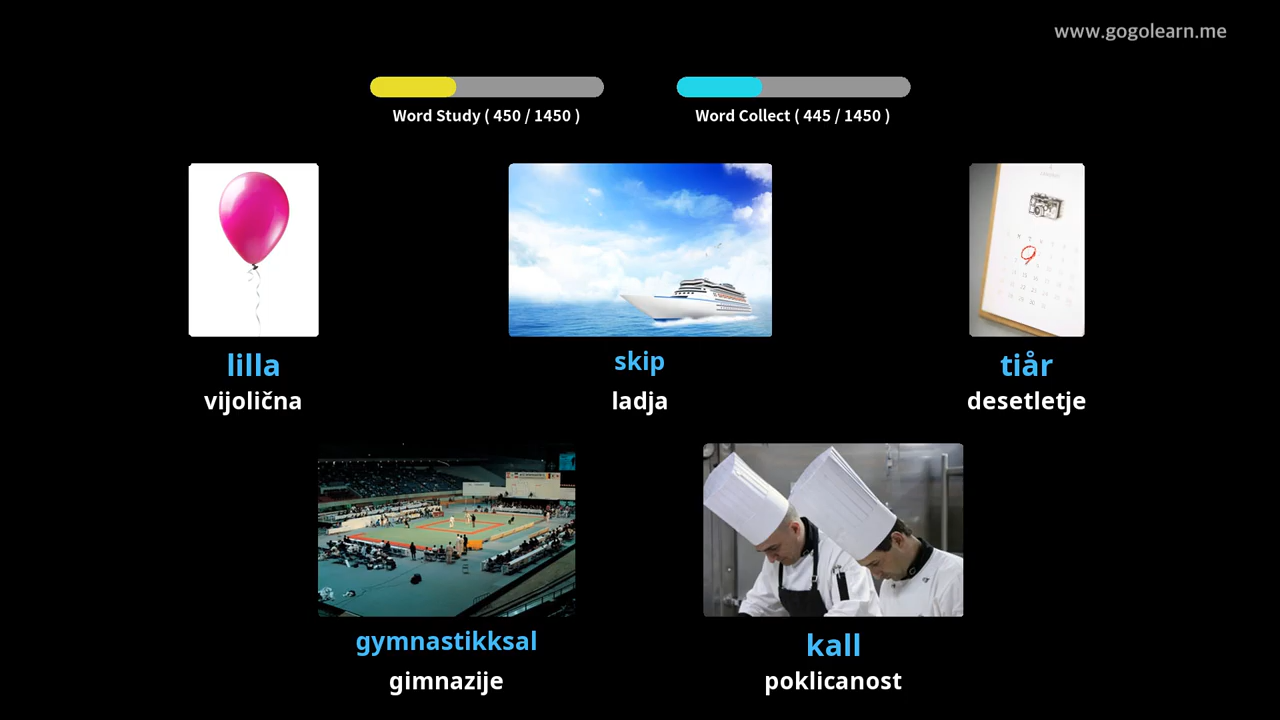 www.gogolearn.me
Word Study ( 450 / 1450 )
Word Collect ( 445 / 1450 )
lilla
vijolična
skip
ladja
9
tiår
desetletje
gymnastikksal
gimnazije
kall
poklicanost